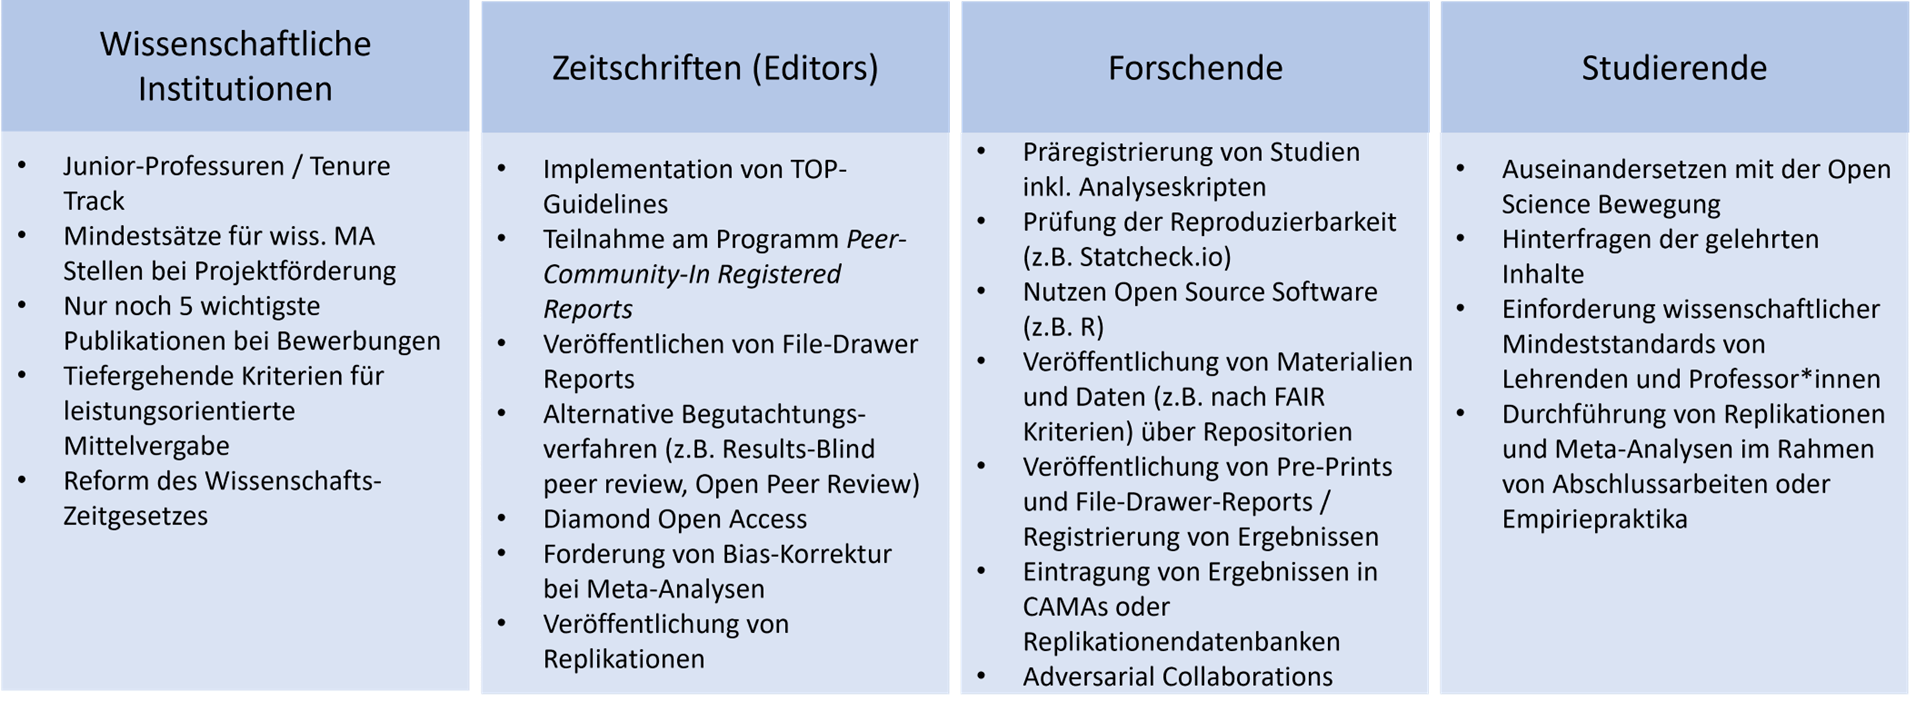 Wissenschaftliche
Institutionen
• Junior-Professuren / Tenure
Track
• Mindestsätze für wiss. MA
Stellen bei Projektförderung
• Nur noch 5 wichtigste
Publikationen bei Bewerbungen
• Tiefergehende Kriterien für
leistungsorientierte
Mittelvergabe
• Reform des Wissenschafts-
Zeitgesetzes
Zeitschriften (Editors)
• Implementation von TOP-
Guidelines
• Teilnahme am Programm Peer-
Community-In Registered
Reports
• Veröffentlichen von File-Drawer
Reports
• Alternative Begutachtungs-
verfahren (z.B. Results-Blind
peer review, Open Peer Review)
• Diamond Open Access
• Forderung von Bias-Korrektur
bei Meta-Analysen
• Veröffentlichung von
Replikationen
Forschende
• Präregistrierung von Studien
inkl. Analyseskripten
• Prüfung der Reproduzierbarkeit
(z.B. Statcheck.io)
• Nutzen Open Source Software
(z.B. R)
• Veröffentlichung von Materialien
und Daten (z.B. nach FAIR
Kriterien) über Repositorien
• Veröffentlichung von Pre-Prints
und File-Drawer-Reports /
Registrierung von Ergebnissen
• Eintragung von Ergebnissen in
CAMAs oder
Replikationendatenbanken
• Adversarial Collaborations
Studierende
• Auseinandersetzen mit der Open
Science Bewegung
• Hinterfragen der gelehrten
Inhalte
• Einforderung wissenschaftlicher
Mindeststandards von
Lehrenden und Professor*innen
• Durchführung von Replikationen
und Meta-Analysen im Rahmen
von Abschlussarbeiten oder
Empiriepraktika